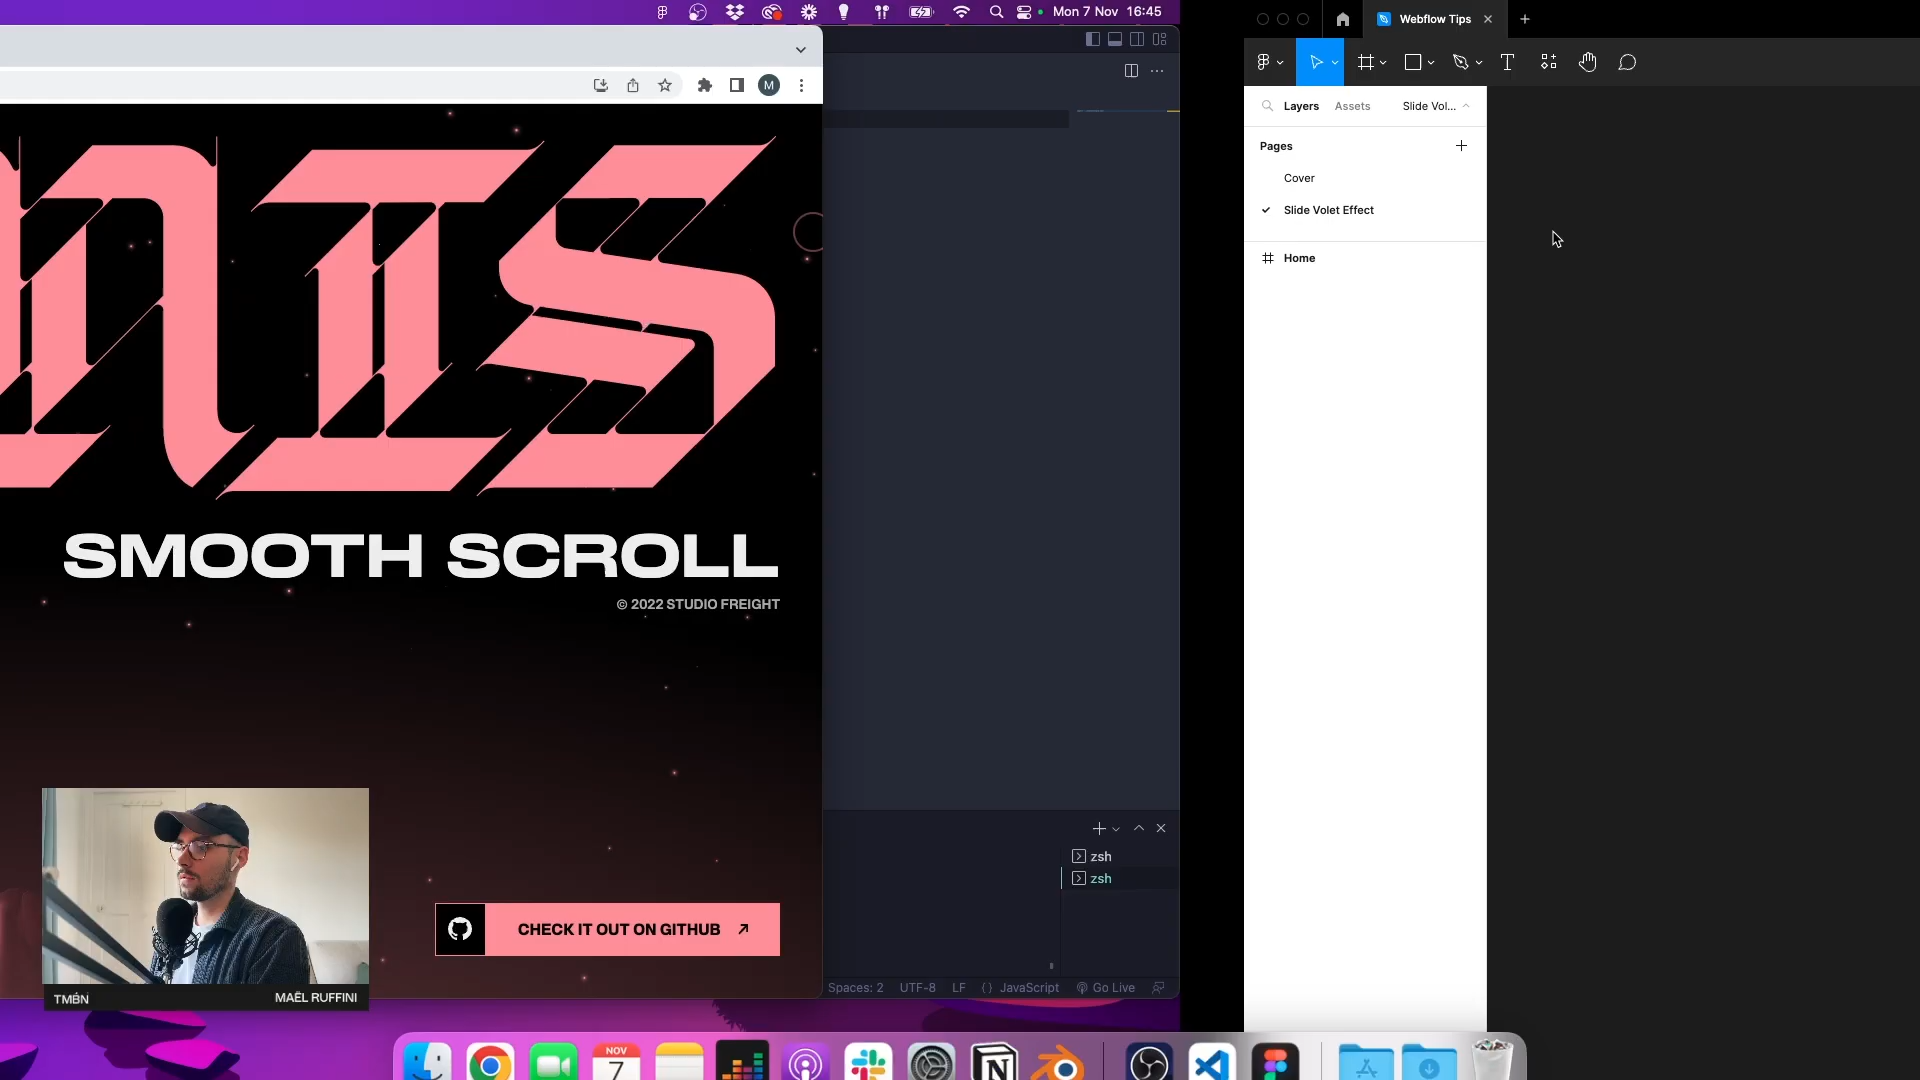 Mon 7 Nov 16:45
Webflow Tips
M
Layers
Assets
Slide Vol...
Pages
Cover
Slide Volet Effect
Home
NIS
SMOOTH SCROLL
© 2022 STUDIO FREIGHT
CHECK IT OUT ON GITHUB
zsh
zsh
Spaces: 2
UTF-8
LF
JavaScript
Go Live
TMBN
MAËL RUFFINI
NOV
7